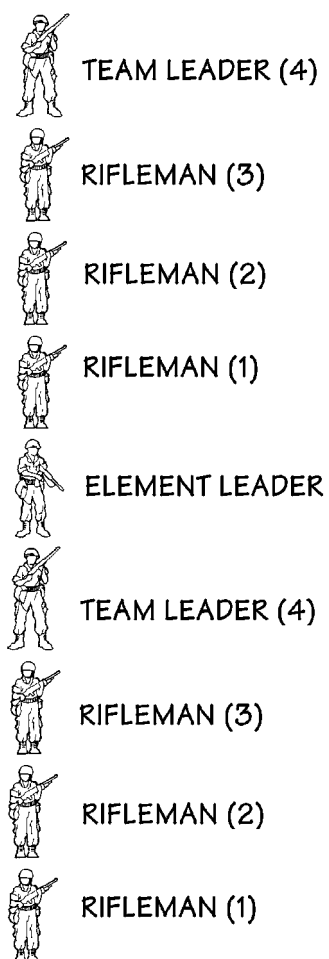 TEAM LEADER (4)
RIFLEMAN (3)
RIFLEMAN (2)
RIFLEMAN (1)
ELEMENT LEADER
TEAM LEADER (4)
RIFLEMAN (3)
RIFLEMAN (2)
RIFLEMAN (1)